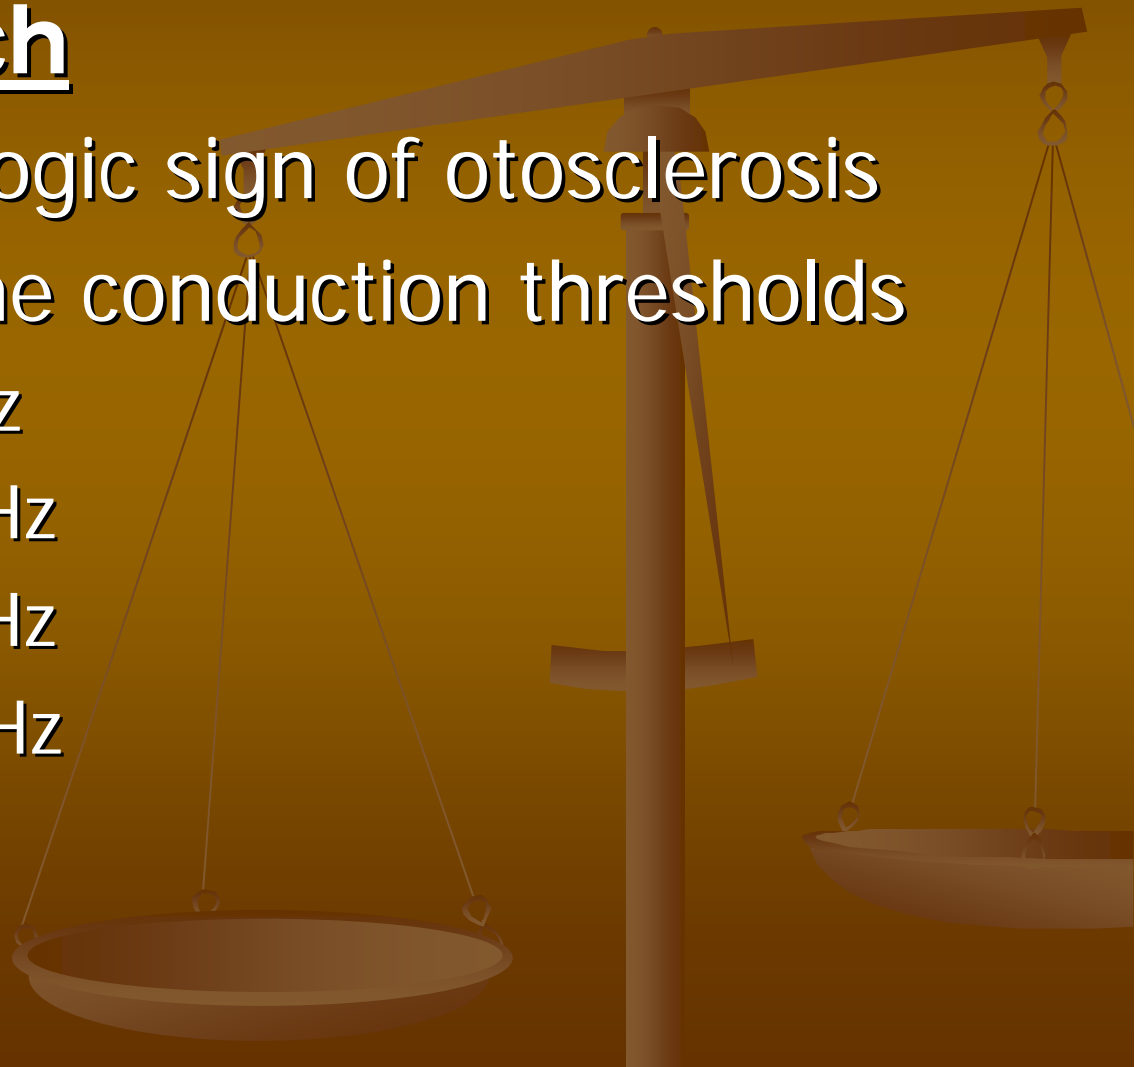 ch
ogic sign of otosclerosis
ne conduction thresholds
z
Hz
Hz
Hz